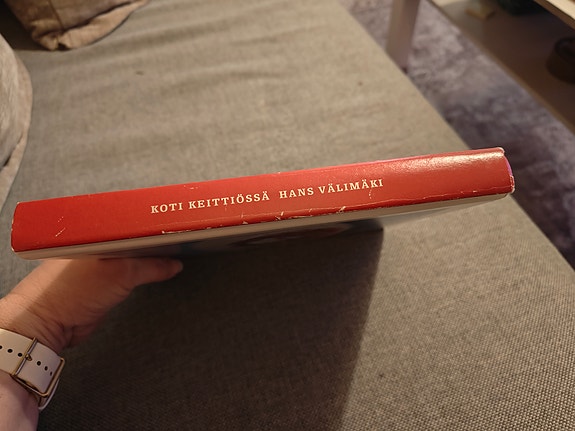 KOTI KEITTIÖSSÄ HANS VÄLIMÄKI